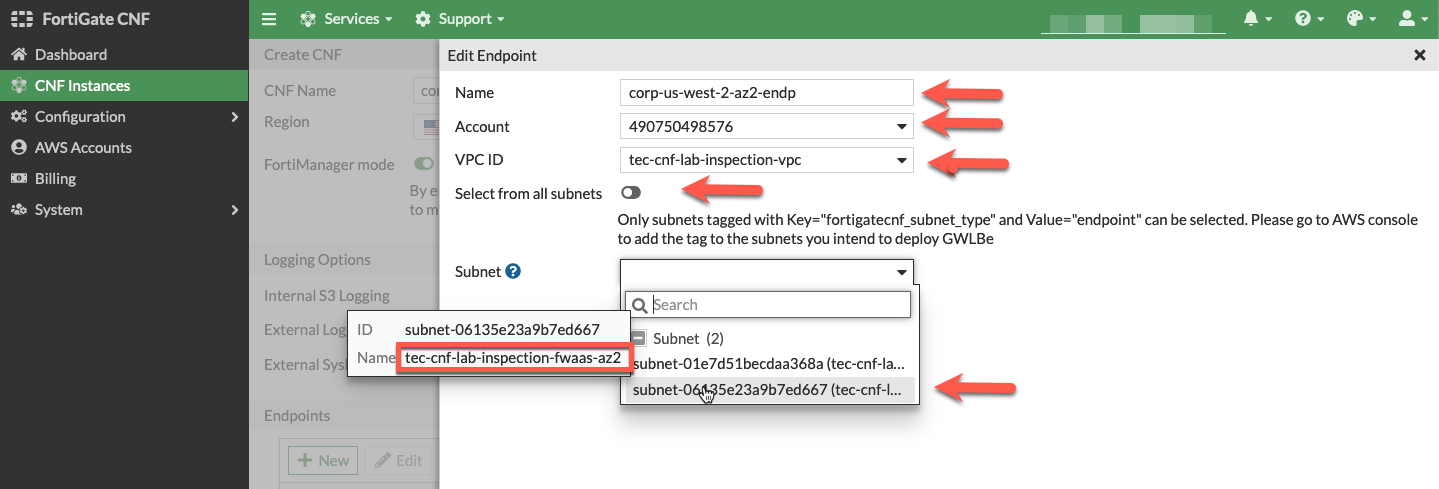 FortiGate CNF
Services
Support
Dashboard
CNF Instances
Configuration
AWS Accounts
Billing
System
Create CNF
CNF Name
Region
FortiManager mode
By e
to m
Logging Options
Internal S3 Logging
External Log
External Sysl
Endpoints
New
Edit
Edit Endpoint
Name
corp-us-west-2-az2-endp
Account
490750498576
VPC ID
tec-cnf-lab-inspection-vpc
Select from all subnets
Only subnets tagged with Key="fortigatecnf_subnet_type" and Value="endpoint" can be selected. Please go to AWS console
to add the tag to the subnets you intend to deploy GWLBe
Subnet
Search
Subnet (2)
subnet-01e7d51becdaa368a (tec-cnf-la...
subnet-06135e23a9b7ed667 (tec-cnf-l...
ID subnet-06135e23a9b7ed667
Name tec-cnf-lab-inspection-fwaas-az2